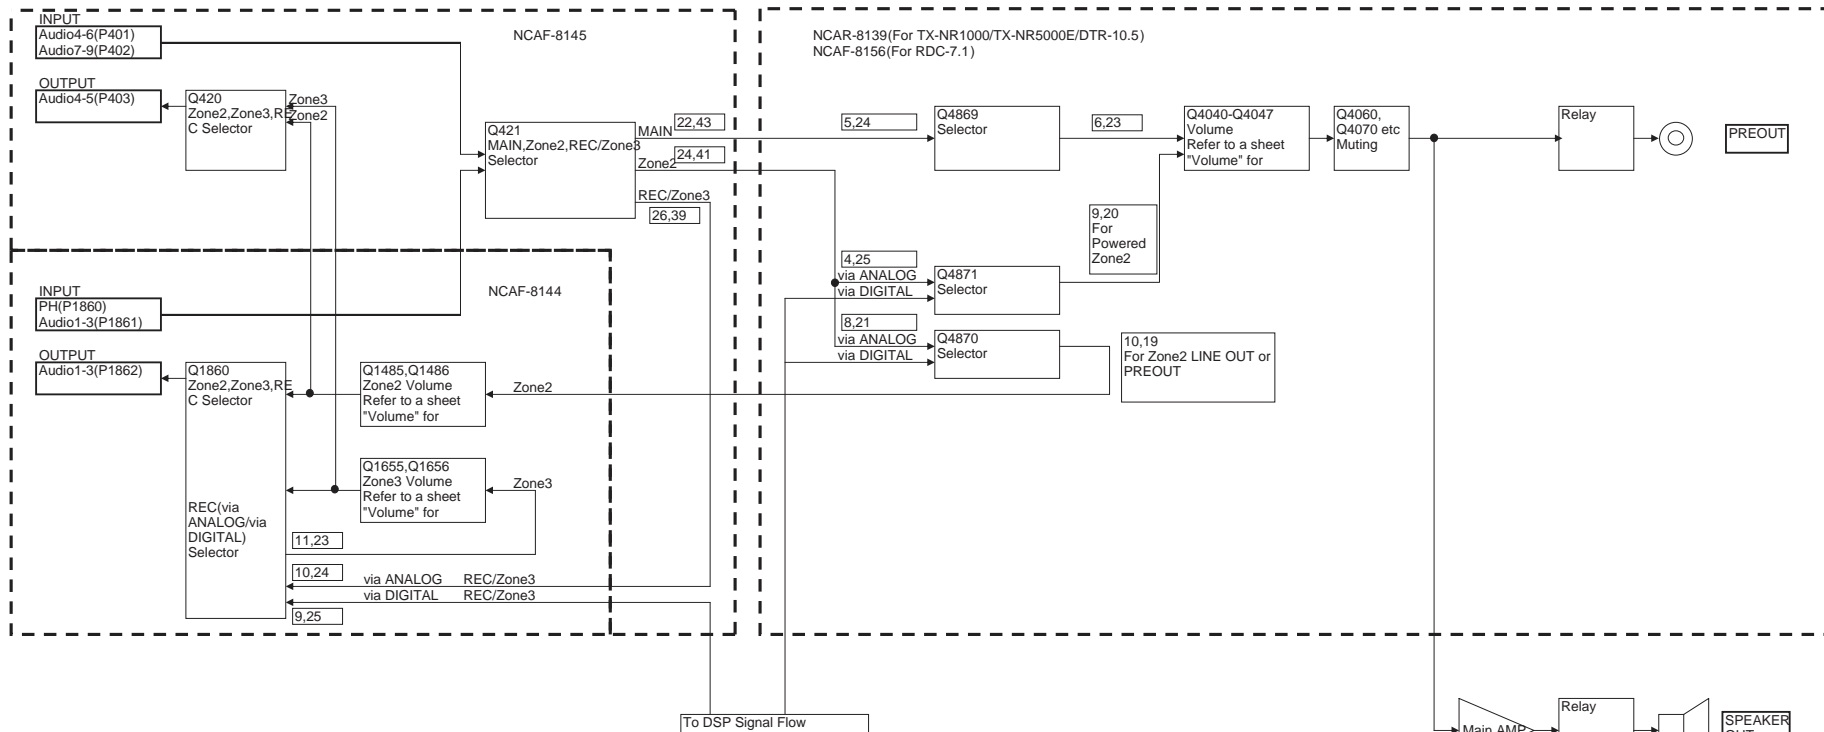 INPUT
Audio4-6(P401)
Audio7-9(P402)
NCAF-8145
OUTPUT
Audio4-5(P403)
Q420
Zone2,Zone3,RE
C Selector
Zone3
Zone2
Q421
MAIN,Zone2,REC/Zone3
Selector
MAIN
22,43
Zone2
24,41
REC/Zone3
26,39
NCAR-8139(For TX-NR1000/TX-NR5000E/DTR-10.5)
NCAF-8156(For RDC-7.1)
5,24
Q4869
Selector
6,23
Q4040-Q4047
Volume
Refer to a sheet
"Volume" for
Q4060,
Q4070 etc
Muting
Relay
PREOUT
9,20
For
Powered
Zone2
4,25
via ANALOG
via DIGITAL
Q4871
Selector
8,21
via ANALOG
via DIGITAL
Q4870
Selector
10,19
For Zone2 LINE OUT or
PREOUT
INPUT
PH(P1860)
Audio1-3(P1861)
NCAF-8144
OUTPUT
Audio1-3(P1862)
Q1860
Zone2,Zone3,RE
C Selector
Q1485,Q1486
Zone2 Volume
Refer to a sheet
"Volume" for
Zone2
Q1655,Q1656
Zone3 Volume
Refer to a sheet
"Volume" for
Zone3
REC(via
ANALOG/via
DIGITAL)
Selector
11,23
10,24
via ANALOG REC/Zone3
via DIGITAL REC/Zone3
9,25
To DSP Signal Flow
Main AMP
Relay
SPEAKER
OUT